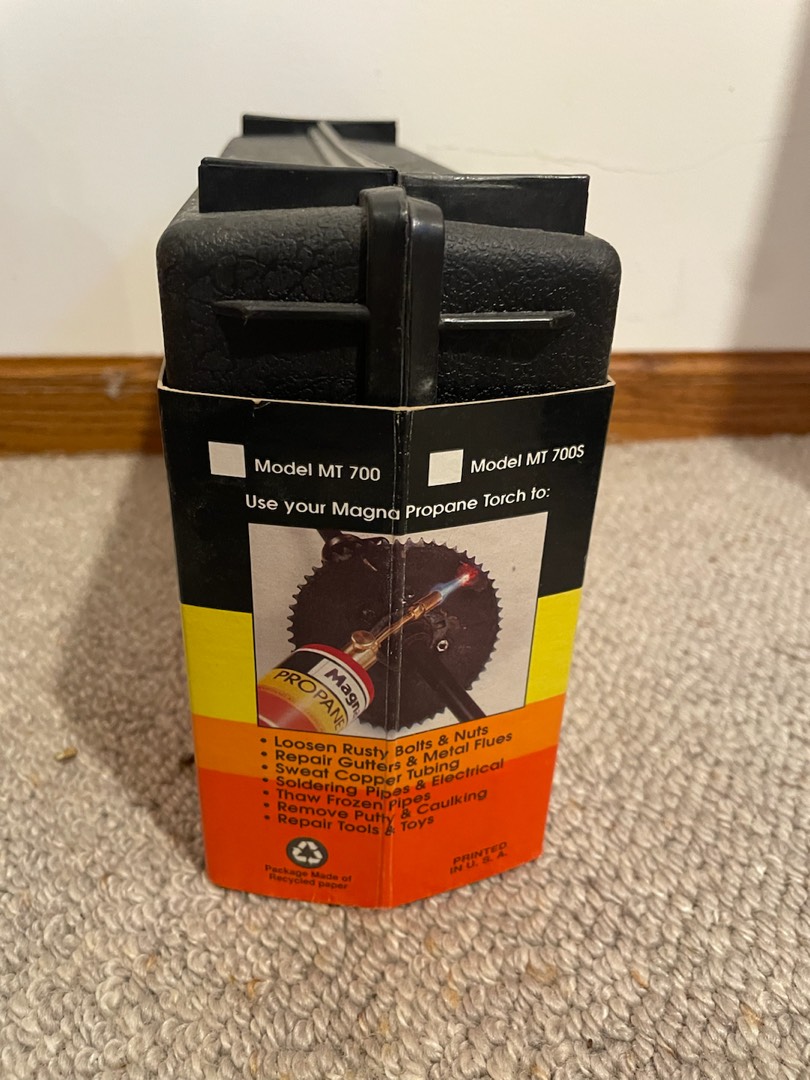 Model MT 700
Model MT 700S
Use your Magna Propane Torch to:
Magna
PROPANE
• Loosen Rusty Bolts & Nuts
• Repair Gutters & Metal Flues
• Sweat Copper Tubing
• Soldering Pipes & Electrical
• Thaw Frozen Pipes
• Remove Putty & Caulking
• Repair Tools & Toys
Package Made of
Recycled paper
PRINTED
IN U. S. A.